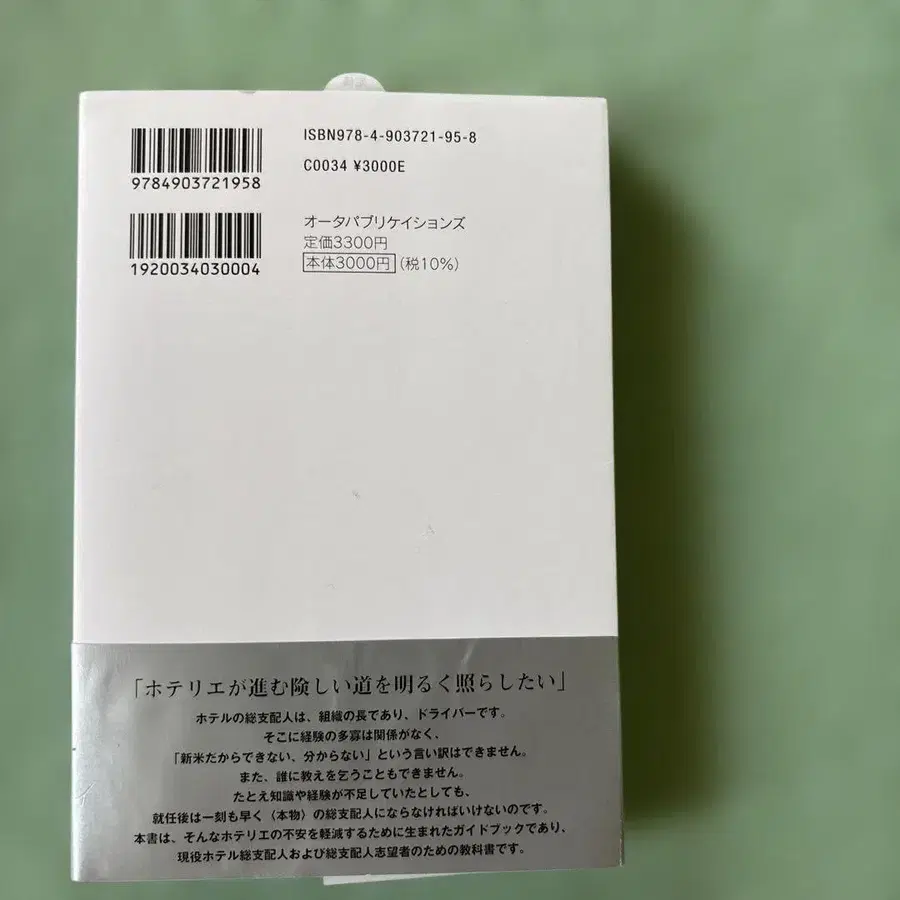 ISBN978-4-903721-95-8
C0034 ¥3000E
9784903721958
オータパブリケイションズ
定価3300円
本体3000円 (税10%)
1920034030004
「ホテリエが進む険しい道を明るく照らしたい」
ホテルの総支配人は、組織の長であり、ドライバーです。
そこに経験の多寡は関係がなく、
「新米だからできない、分からない」という言い訳はできません。
また、誰に教えを乞うこともできません。
たとえ知識や経験が不足していたとしても、
就任後は一刻も早く〈本物〉の総支配人にならなければいけないのです。
本書は、そんなホテリエの不安を軽減するために生まれたガイドブックであり、
現役ホテル総支配人および総支配人志望者のための教科書です。